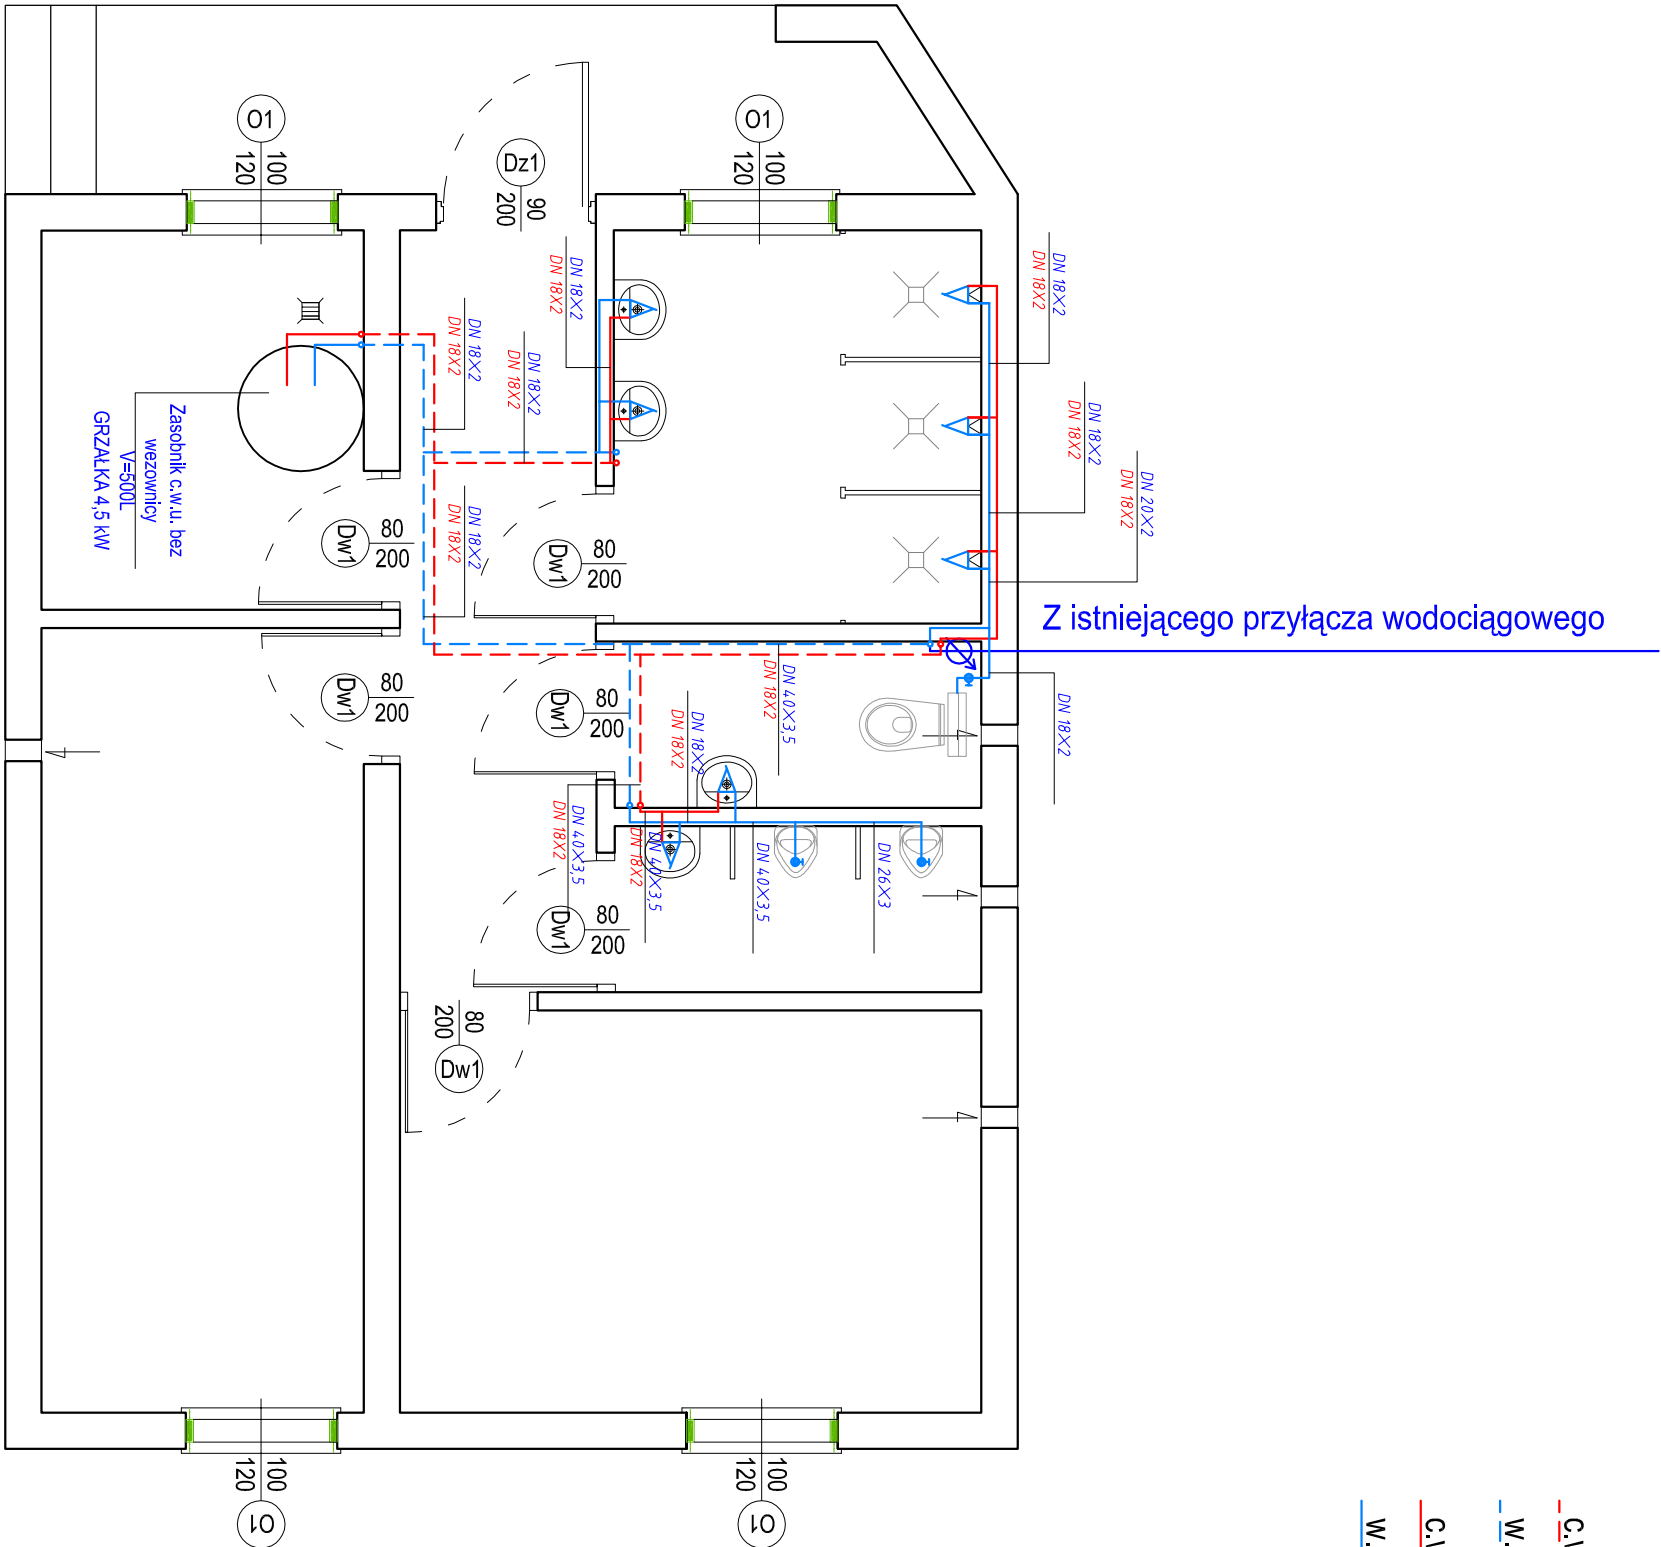 O1
100
120
O1
100
120
Dz1
90
200
DN 18X2
DN 18X2
DN 18X2
DN 18X2
DN 18X2
DN 18X2
DN 18X2
DN 18X2
DN 18X2
DN 18X2
DN 20X2
DN 18X2
DN 18X2
DN 18X2
Zasobnik c.w.u. bez
wezownicy
V=500L
GRZAŁKA 4,5 kW
Dw1
80
200
Dw1
80
200
Z istniejącego przyłącza wodociągowego
Dw1
80
200
Dw1
80
200
DN 40X3,5
DN 18X2
DN 18X2
DN 18X2
DN 18X2
DN 40X3,5
DN 18X2
DN 40X3,5
DN 18X2
DN 40X3,5
DN 26X3
Dw1
80
200
80
200
Dw1
100
120
O1
100
120
O1
W.
C.
W.
C.